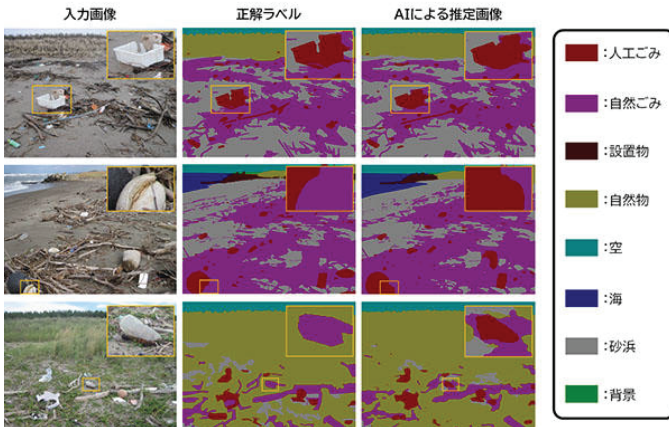 入力画像
正解ラベル
AIによる推定画像
:人工ごみ
:自然ごみ
:設置物
:自然物
:空
:海
:砂浜
:背景